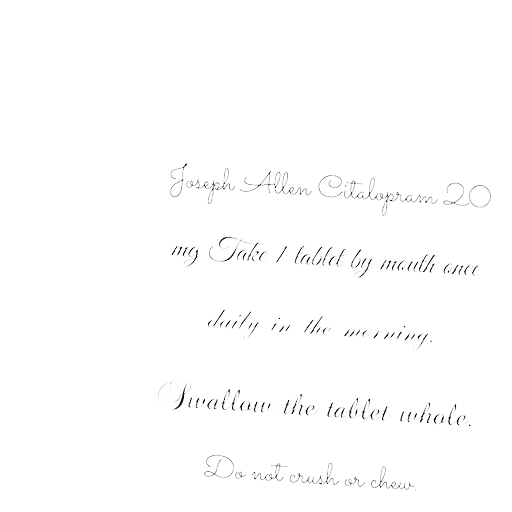 Joseph Allen Citalopram 20
mg Take 1 tablet by mouth once
daily in the morning.
Swallow the tablet whole.
Do not crush or chew.